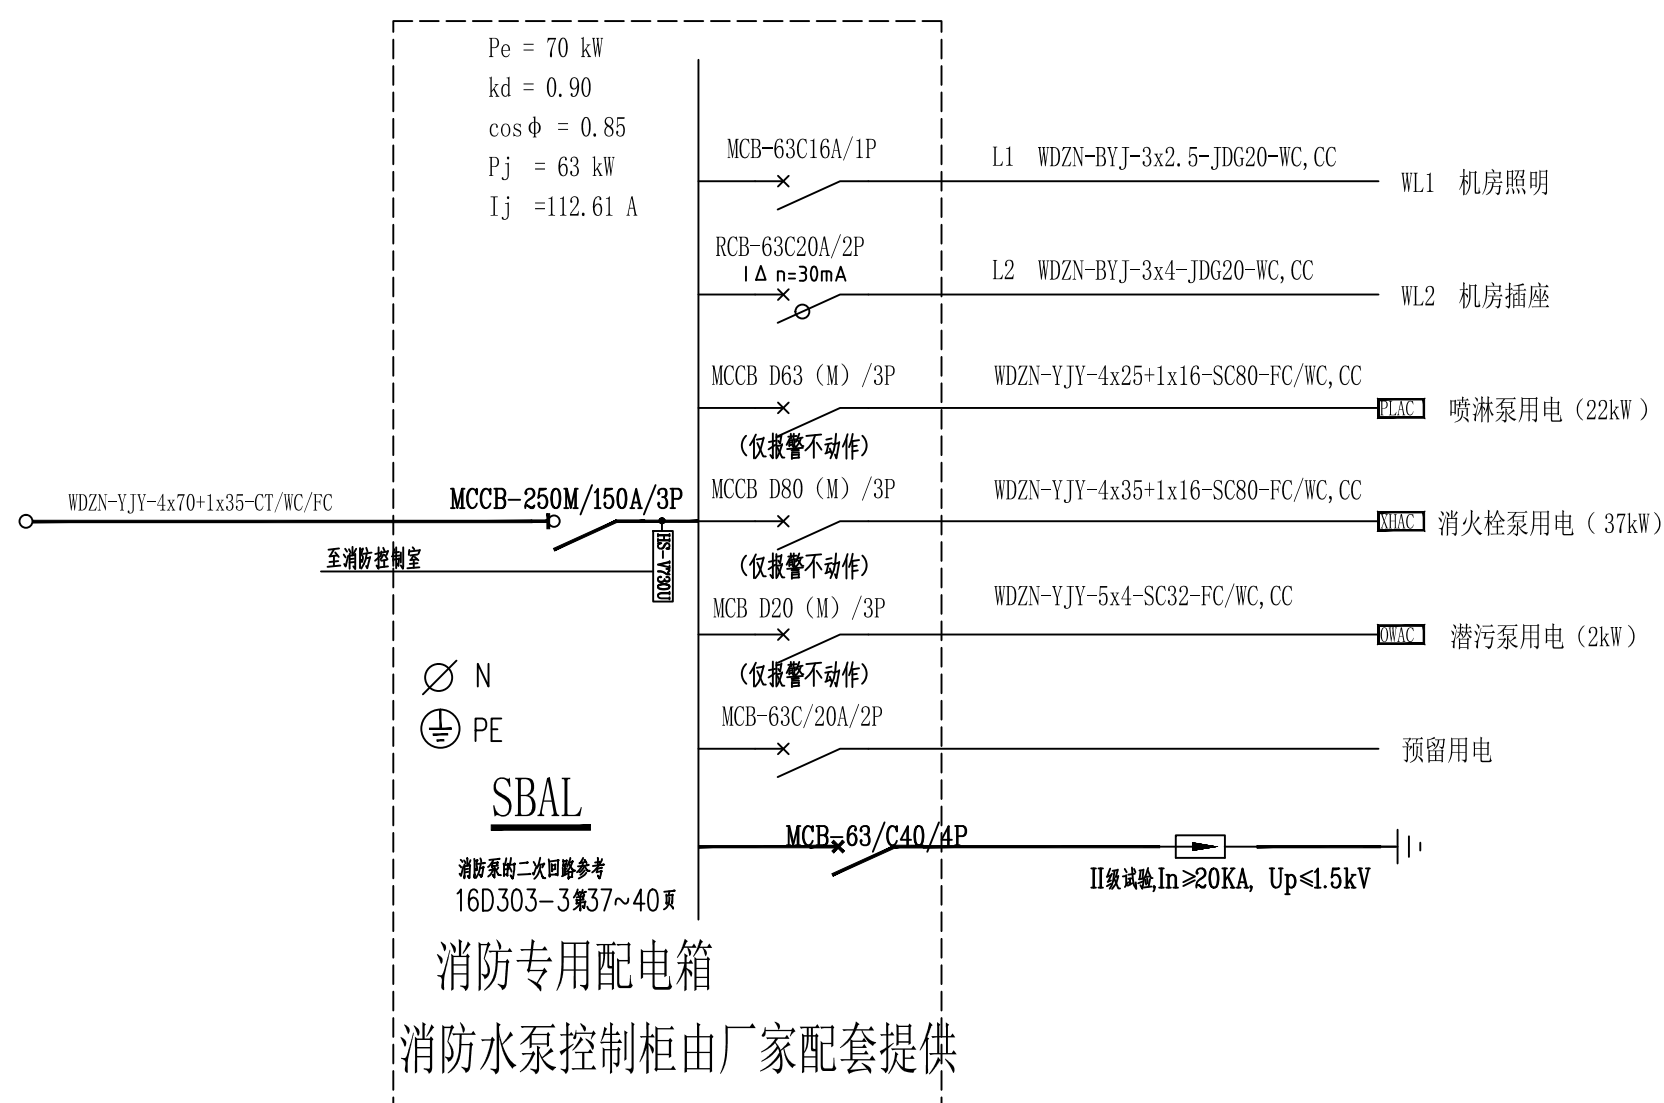 Pe = 70 kW
kd = 0.90
cosφ = 0.85
Pj = 63 kW
Ij =112.61 A
MCB-63C16A/1P
L1 WDZN-BYJ-3x2.5-JDG20-WC,CC
WL1 机房照明
RCB-63C20A/2P
I Δ n=30mA
L2 WDZN-BYJ-3x4-JDG20-WC,CC
WL2 机房插座
MCCB D63（M）/3P
WDZN-YJY-4x25+1x16-SC80-FC/WC,CC
PLAC 喷淋泵用电（22kW）
(仅报警不动作)
WDZN-YJY-4x70+1x35-CT/WC/FC
MCCB-250M/150A/3P
MCCB D80（M）/3P
WDZN-YJY-4x35+1x16-SC80-FC/WC,CC
XHAC 消火栓泵用电（37kW）
至消防控制室
HS-V730U
(仅报警不动作)
MCB D20（M）/3P
WDZN-YJY-5x4-SC32-FC/WC,CC
QWAC 潜污泵用电（2kW）
(仅报警不动作)
N
PE
MCB-63C/20A/2P
预留用电
SBAL
MCB-63/C40/4P
II级试验,In≥20KA, Up≤1.5kV
消防泵的二次回路参考
16D303-3第37~40页
消防专用配电箱
消防水泵控制柜由厂家配套提供